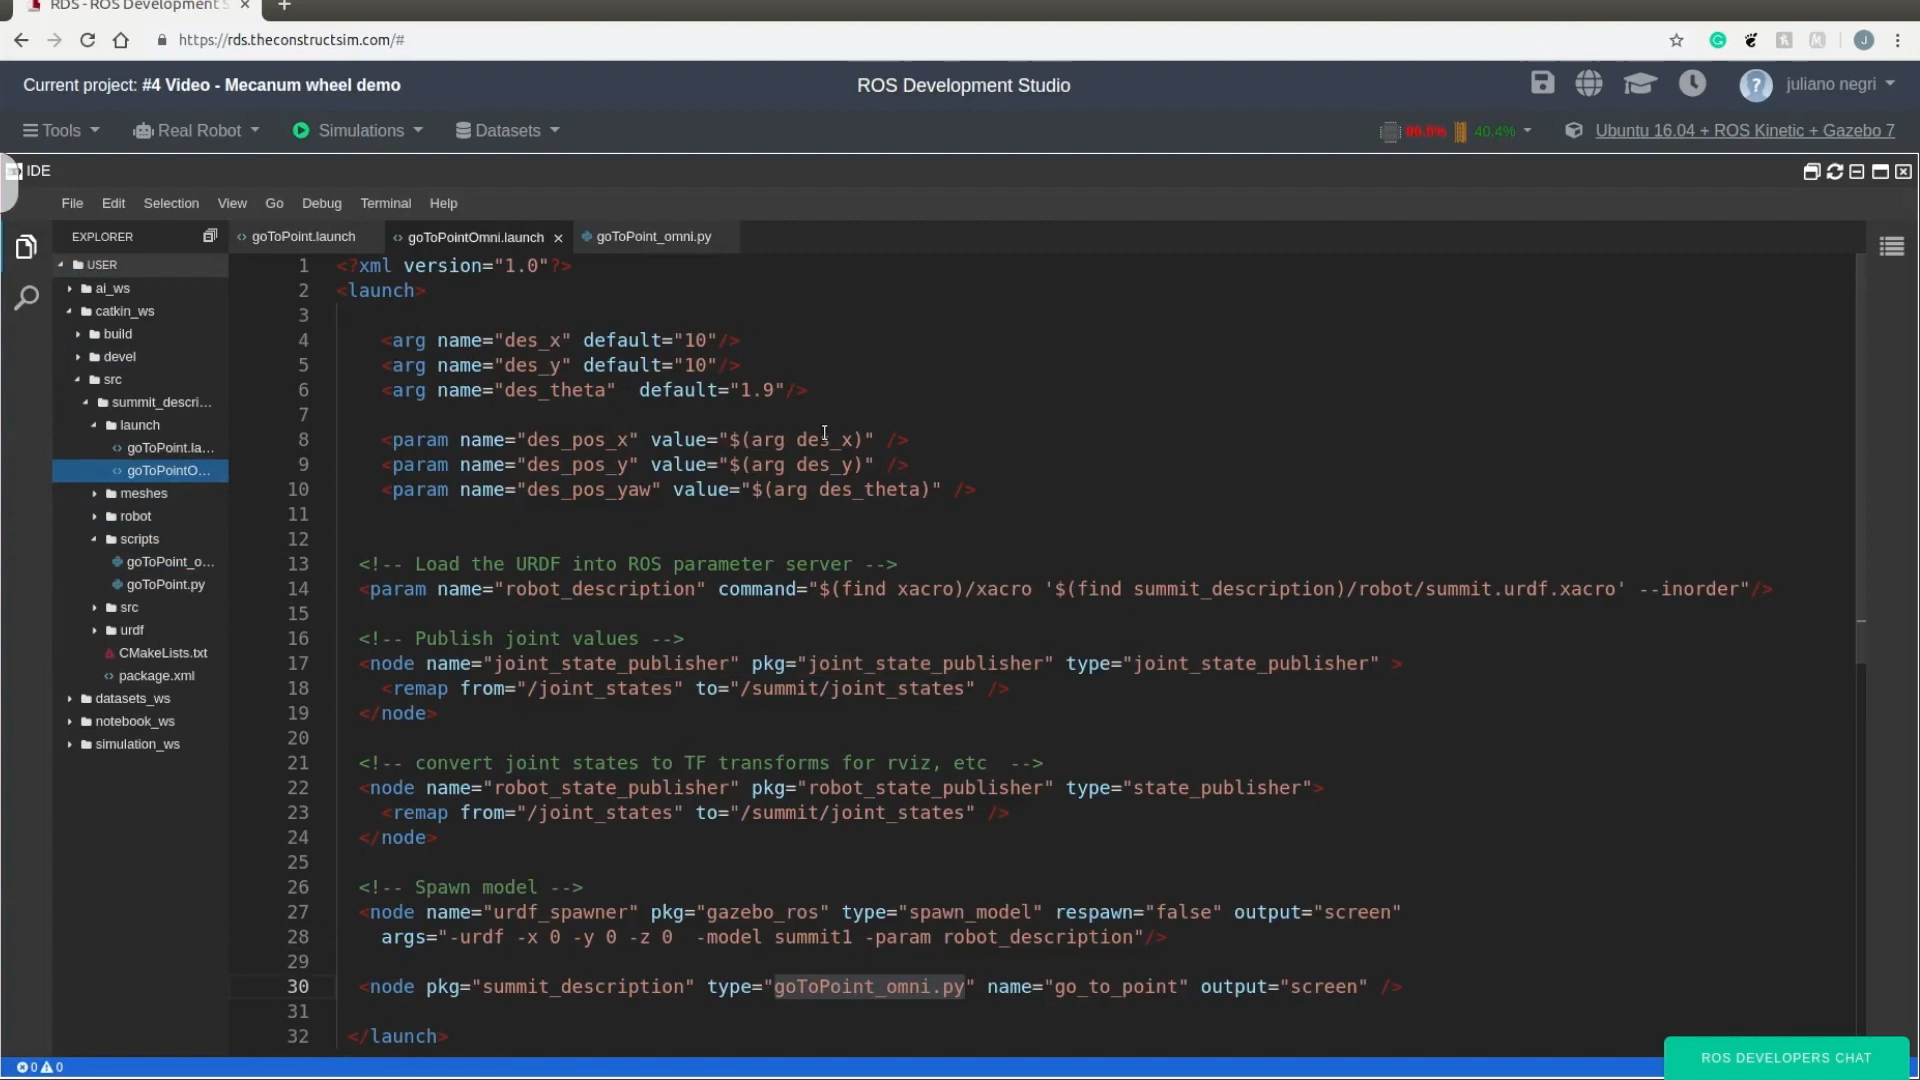 RDS - ROS Development S
https://rds.theconstructsim.com/#
J
Current project: #4 Video - Mecanum wheel demo
ROS Development Studio
juliano negri
Tools
Real Robot
Simulations
Datasets
40.4%
Ubuntu 16.04 + ROS Kinetic + Gazebo 7
IDE
File Edit Selection View Go Debug Terminal Help
EXPLORER
USER
ai_ws
catkin_ws
build
devel
src
summit_descri...
launch
goToPoint.la...
goToPointO...
meshes
robot
scripts
goToPoint_o...
goToPoint.py
src
urdf
CMakeLists.txt
package.xml
datasets_ws
notebook_ws
simulation_ws
goToPoint.launch
goToPointOmni.launch
goToPoint_omni.py
1 <?xml version="1.0"?>
2 <launch>
3
4 <arg name="des_x" default="10"/>
5 <arg name="des_y" default="10"/>
6 <arg name="des_theta"  default="1.9"/>
7
8 <param name="des_pos_x" value="$(arg des_x)" />
9 <param name="des_pos_y" value="$(arg des_y)" />
10 <param name="des_pos_yaw" value="$(arg des_theta)" />
11
12
13 <!-- Load the URDF into ROS parameter server -->
14 <param name="robot_description" command="$(find xacro)/xacro '$(find summit_description)/robot/summit.urdf.xacro' --inorder"/>
15
16 <!-- Publish joint values -->
17 <node name="joint_state_publisher" pkg="joint_state_publisher" type="joint_state_publisher" >
18 <remap from="/joint_states" to="/summit/joint_states" />
19 </node>
20
21 <!-- convert joint states to TF transforms for rviz, etc  -->
22 <node name="robot_state_publisher" pkg="robot_state_publisher" type="state_publisher">
23 <remap from="/joint_states" to="/summit/joint_states" />
24 </node>
25
26 <!-- Spawn model -->
27 <node name="urdf_spawner" pkg="gazebo_ros" type="spawn_model" respawn="false" output="screen"
28 args="-urdf -x 0 -y 0 -z 0  -model summit1 -param robot_description"/>
29
30 <node pkg="summit_description" type="goToPoint_omni.py" name="go_to_point" output="screen" />
31
32 </launch>
0 0
ROS DEVELOPERS CHAT